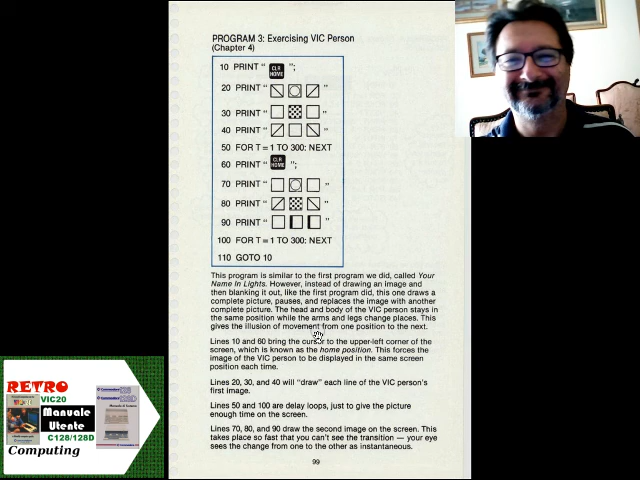 PROGRAM 3: Exercising VIC Person
(Chapter 4)
10 PRINT " CLR HOME ";
20 PRINT " "
30 PRINT " "
40 PRINT " "
50 FOR T = 1 TO 300: NEXT
60 PRINT " CLR HOME ";
70 PRINT " "
80 PRINT " "
90 PRINT " "
100 FOR T = 1 TO 300: NEXT
110 GOTO 10
This program is similar to the first program we did, called Your
Name In Lights. However, instead of drawing an image and
then blanking it out, like the first program did, this one draws a
complete picture, pauses, and replaces the image with another
complete picture. The head and body of the VIC person stays in
the same position while the arms and legs change places. This
gives the illusion of movement from one position to the next.
Lines 10 and 60 bring the cursor to the upper-left corner of the
screen, which is known as the home position. This forces the
image of the VIC person to be displayed in the same screen
position each time.
Lines 20, 30, and 40 will "draw" each line of the VIC person's
first image.
Lines 50 and 100 are delay loops, just to give the picture
enough time on the screen.
Lines 70, 80, and 90 draw the second image on the screen. This
takes place so fast that you can't see the transition — your eye
sees the change from one to the other as instantaneous.
99
RETRO
VIC20
Manuale
Utente
C128/128D
Computing